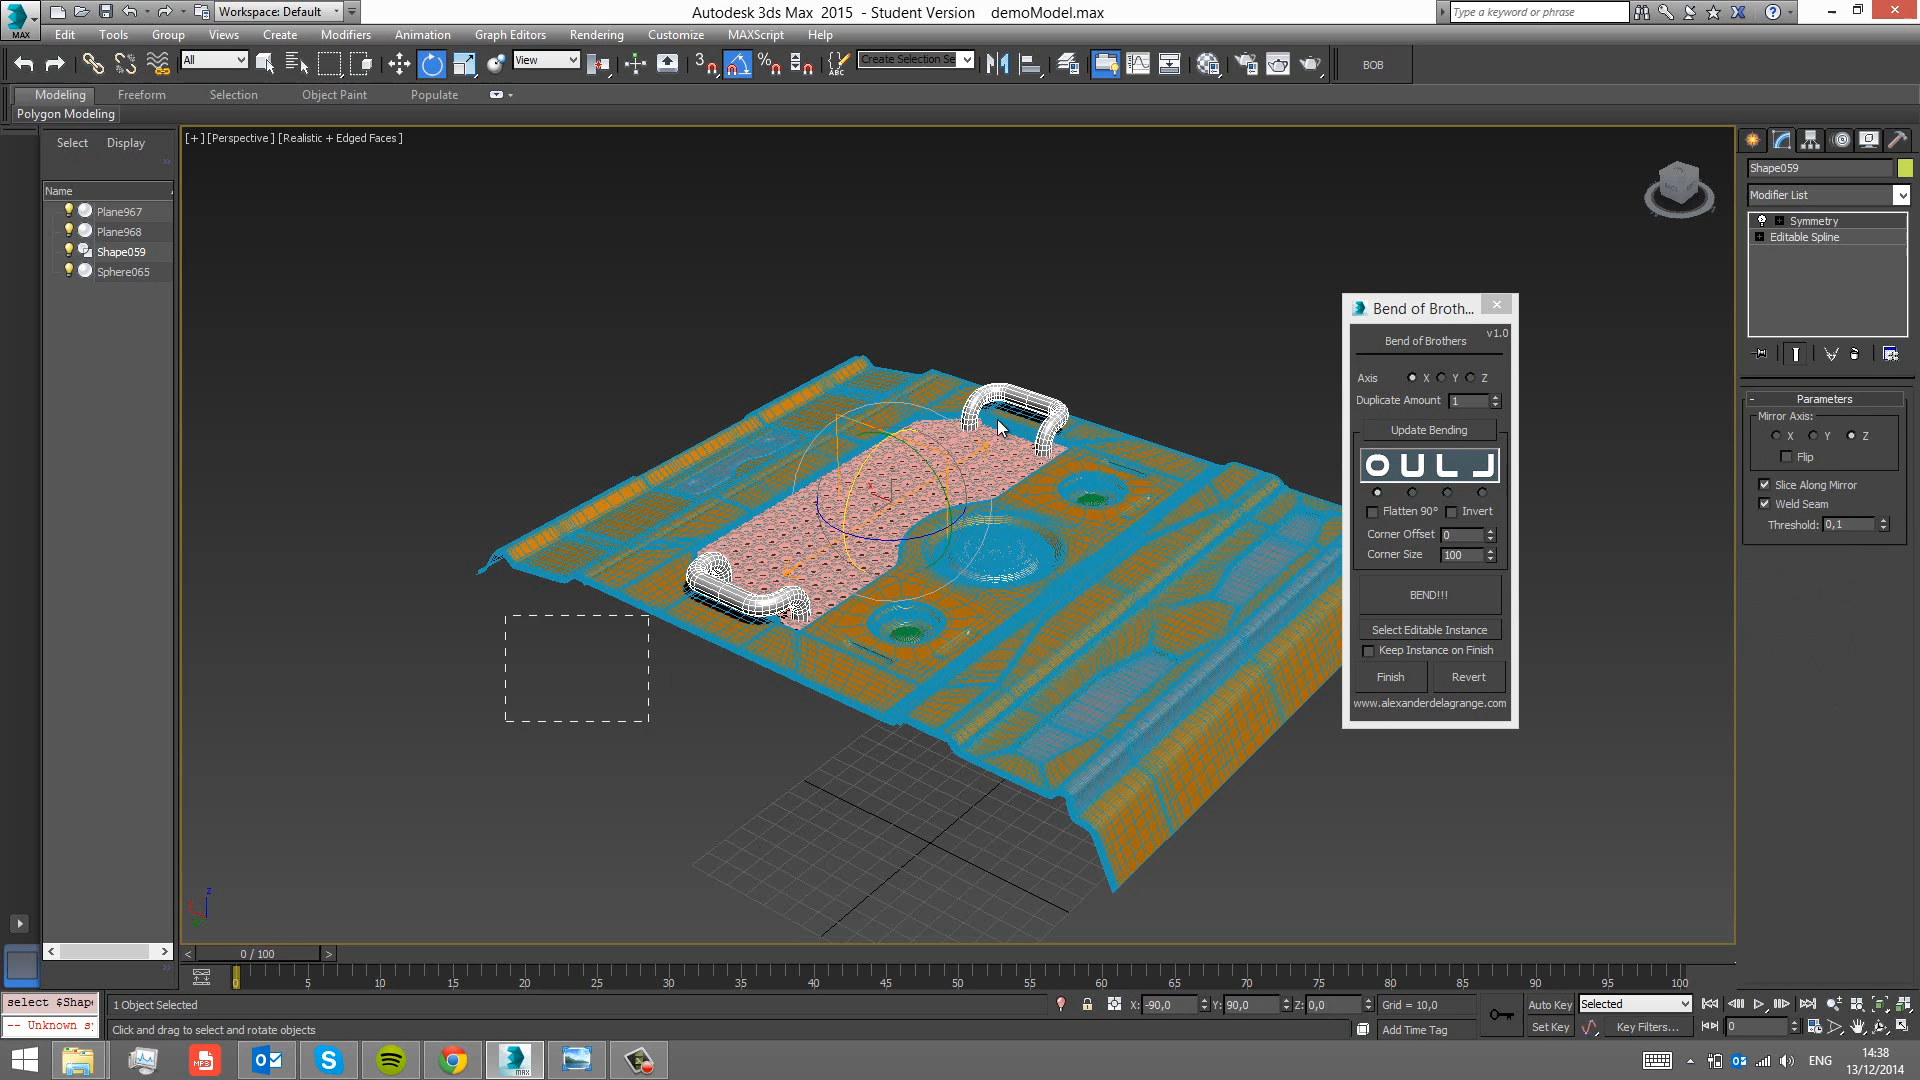 Workspace: Default
Autodesk 3ds Max 2015 - Student Version demoModel.max
Type a keyword or phrase
MAX
Edit Tools Group Views Create Modifiers Animation Graph Editors Rendering Customize MAXScript Help
All
View
3
Create Selection Se
ABC
BOB
Modeling Freeform Selection Object Paint Populate
Polygon Modeling
Select Display
[+] [Perspective] [Realistic + Edged Faces]
Name
Plane967
Plane968
Shape059
Sphere065
Shape059
Modifier List
Symmetry
Editable Spline
Parameters
Mirror Axis:
X Y Z
Flip
Slice Along Mirror
Weld Seam
Threshold: 0,1
Bend of Broth...
v1.0
Bend of Brothers
Axis X Y Z
Duplicate Amount 1
Update Bending
O U L J
Flatten 90° Invert
Corner Offset 0
Corner Size 100
BEND!!!
Select Editable Instance
Keep Instance on Finish
Finish Revert
www.alexanderdelagrange.com
z
< 0 / 100 >
0 5 10 15 20 25 30 35 40 45 50 55 60 65 70 75 80 85 90 95 100
select $Shap
1 Object Selected
X: -90,0 Y: 90,0 Z: 0,0
Grid = 10,0
Auto Key
Selected
-- Unknown s
Click and drag to select and rotate objects
Add Time Tag
Set Key
Key Filters...
0
MP3
MAX
ENG
14:38
13/12/2014